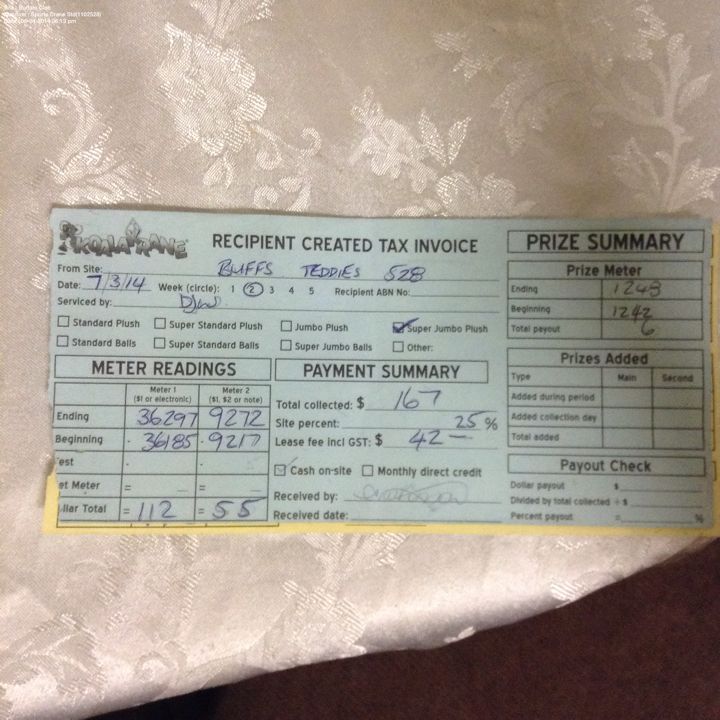 Site : Buffalo Club
KOALA KRANE
RECIPIENT CREATED TAX INVOICE
From Site: BUFFS TEDDIES 528
Date: 7/3/14 Week (circle): 1 2 3 4 5 Recipient ABN No:
Serviced by: DJW
Standard Plush Super Standard Plush Jumbo Plush Super Jumbo Plush
Standard Balls Super Standard Balls Super Jumbo Balls Other:
METER READINGS
Meter 1 Meter 2
($1 or electronic) ($1, $2 or note)
Ending 36297 9272
Beginning - 36185 - 9217
est - -
et Meter = =
llar Total = 112 = 55
PAYMENT SUMMARY
Total collected: $ 167
Site percent: 25 %
Lease fee incl GST: $ 42 —
Cash on-site Monthly direct credit
Received by:
Received date:
PRIZE SUMMARY
Prize Meter
Ending 1248
Beginning 1242
Total payout 6
Prizes Added
Type Main Second
Added during period
Added collection day
Total added
Payout Check
Dollar payout $
Divided by total collected ÷ $
Percent payout = %